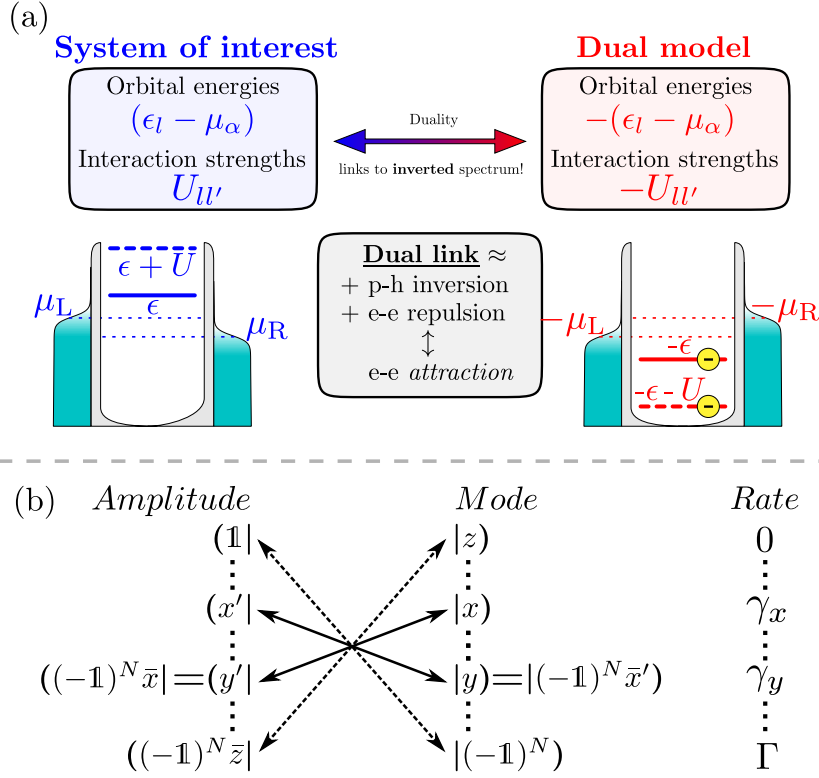 (a)
System of interest
Dual model
Orbital energies
(ϵ_l − μ_α)
Interaction strengths
U_{ll′}
Duality
links to inverted spectrum!
Orbital energies
−(ϵ_l − μ_α)
Interaction strengths
−U_{ll′}
ϵ + U
ϵ
μ_L
μ_R
Dual link ≈
+ p-h inversion
+ e-e repulsion
↕
e-e attraction
−μ_L
−μ_R
-ϵ
-ϵ - U
(b)
Amplitude Mode Rate
(𝟙| |z) 0
(x′| |x) γ_x
((−𝟙)^N x̄|=(y′| |y)=|(−𝟙)^N x̄′) γ_y
((−𝟙)^N z̄| |(−𝟙)^N) Γ